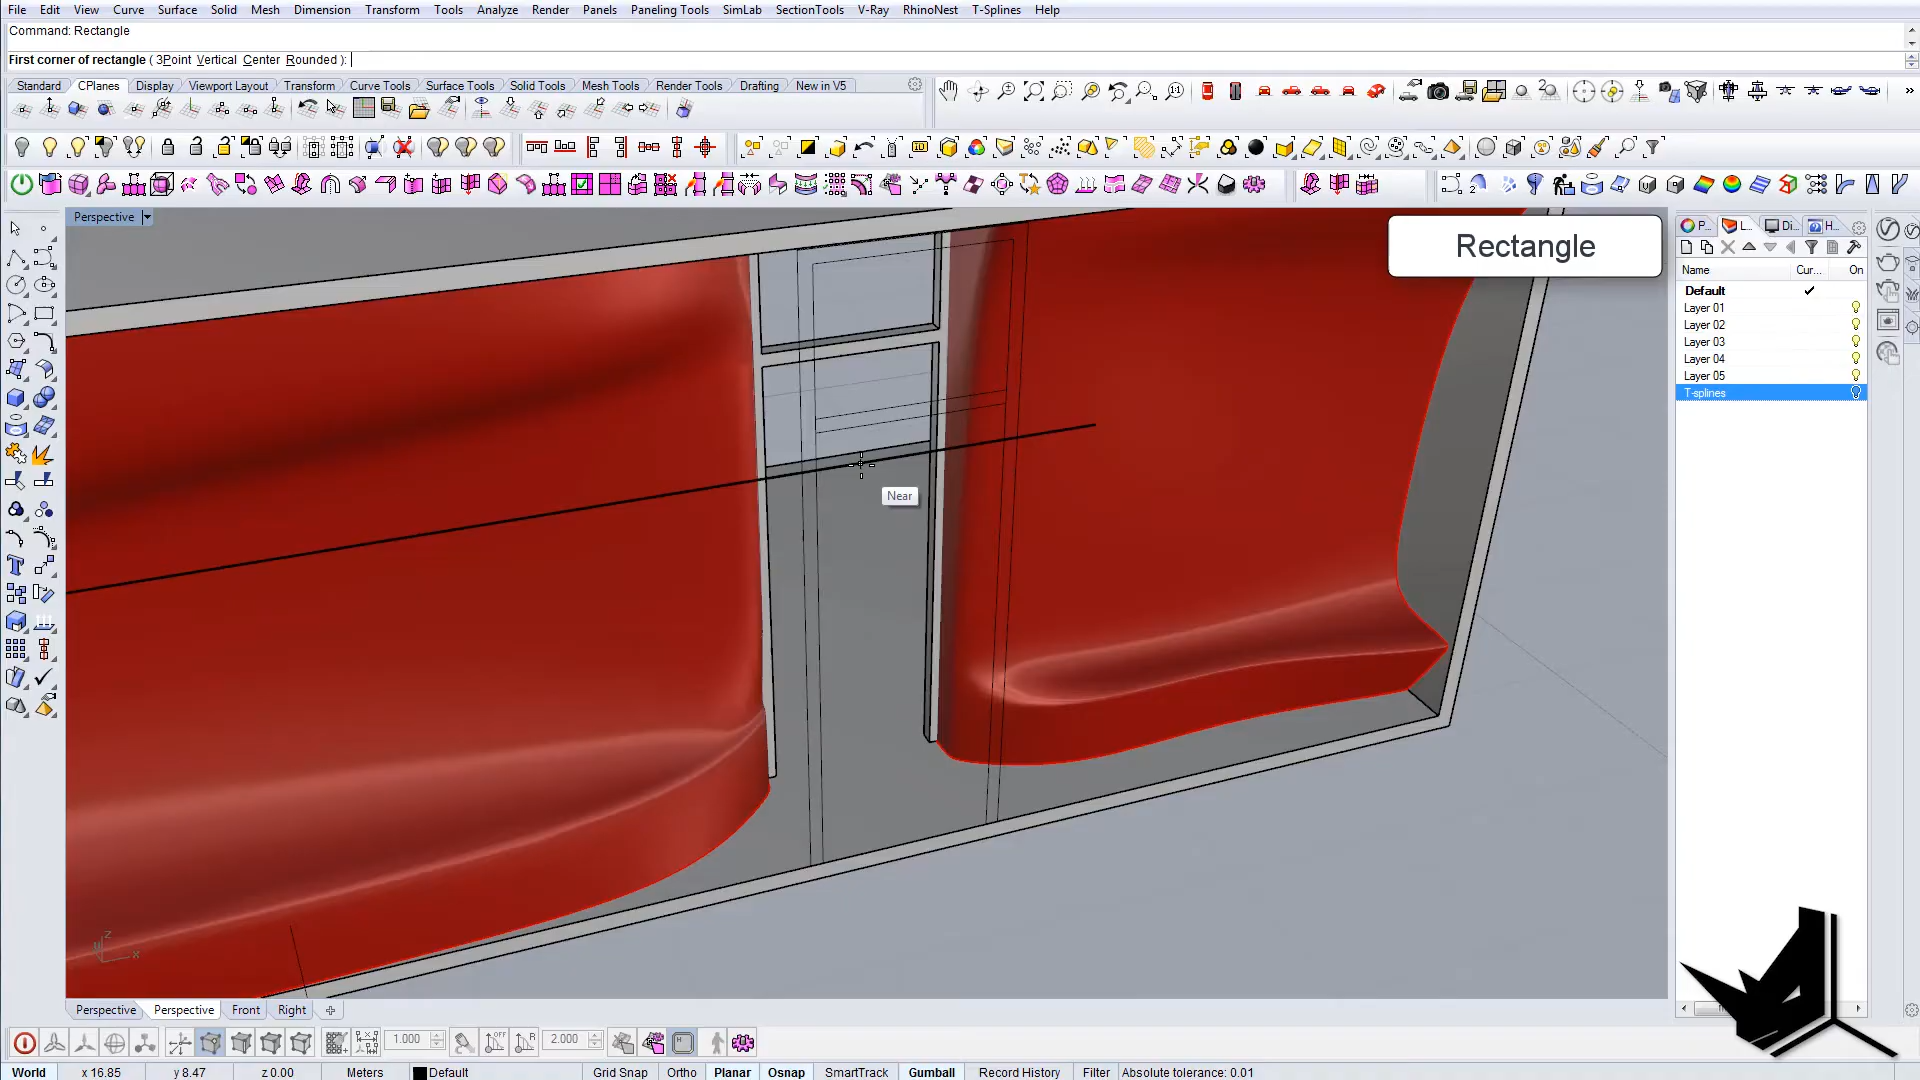 File Edit View Curve Surface Solid Mesh Dimension Transform Tools Analyze Render Panels Paneling Tools SimLab SectionTools V-Ray RhinoNest T-Splines Help
Command: Rectangle
First corner of rectangle ( 3Point Vertical Center Rounded ):
Standard CPlanes Display Viewport Layout Transform Curve Tools Surface Tools Solid Tools Mesh Tools Render Tools Drafting New in V5
Perspective
Rectangle
P... L... Di... H...
Name Cur... On
Default
Layer 01
Layer 02
Layer 03
Layer 04
Layer 05
T-splines
Near
z
x
Perspective Perspective Front Right
1.000 2.000
World x 16.85 y 8.47 z 0.00 Meters Default Grid Snap Ortho Planar Osnap SmartTrack Gumball Record History Filter Absolute tolerance: 0.01